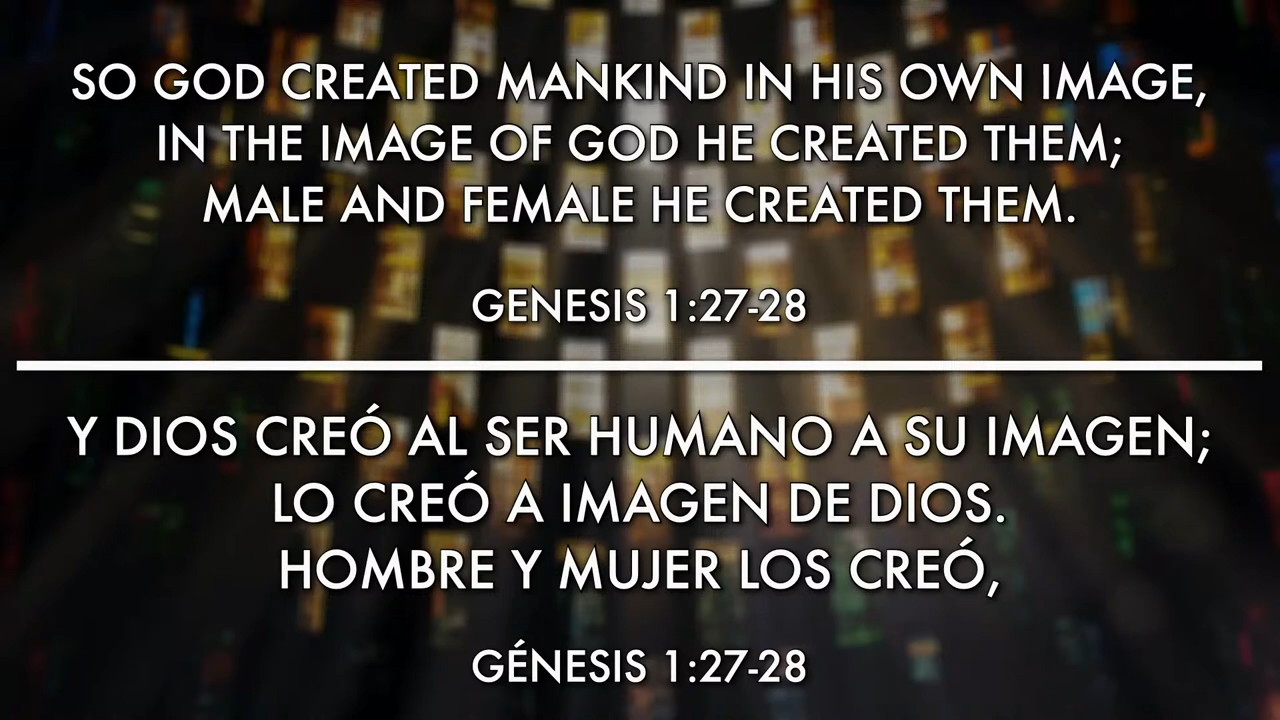 SO GOD CREATED MANKIND IN HIS OWN IMAGE,
IN THE IMAGE OF GOD HE CREATED THEM;
MALE AND FEMALE HE CREATED THEM.
GENESIS 1:27-28
Y DIOS CREÓ AL SER HUMANO A SU IMAGEN;
LO CREÓ A IMAGEN DE DIOS.
HOMBRE Y MUJER LOS CREÓ,
GÉNESIS 1:27-28